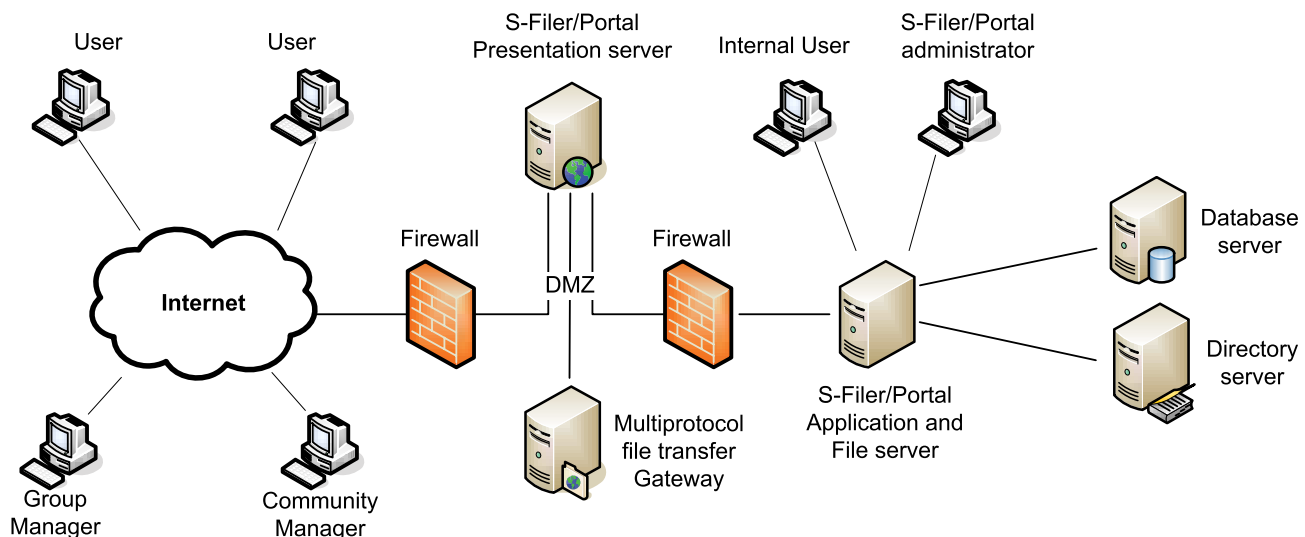 User
User
S-Filer/Portal
Presentation server
Internal User
S-Filer/Portal
administrator
Firewall
Firewall
Database
server
Internet
DMZ
Directory
server
S-Filer/Portal
Application and
File server
Multiprotocol
file transfer
Gateway
Group
Manager
Community
Manager